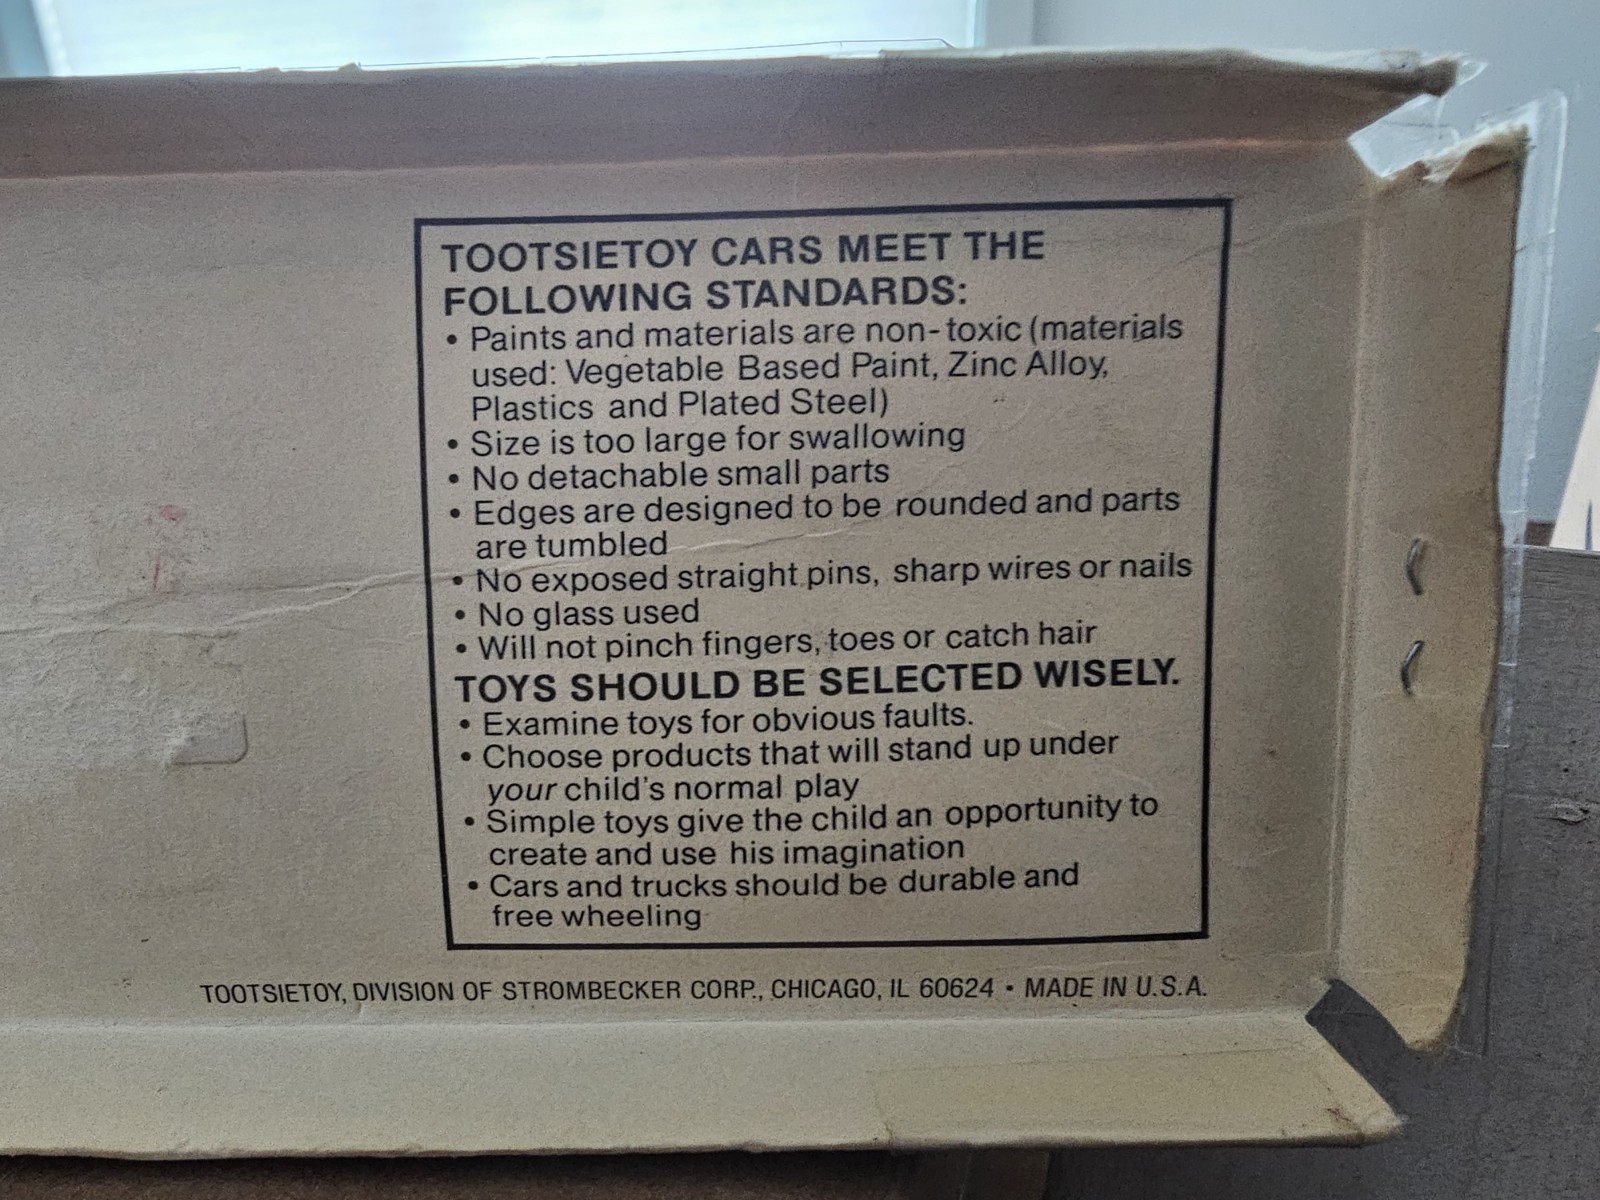 TOOTSIETOY CARS MEET THE
FOLLOWING STANDARDS:
• Paints and materials are non-toxic (materials
used: Vegetable Based Paint, Zinc Alloy,
Plastics and Plated Steel)
• Size is too large for swallowing
• No detachable small parts
• Edges are designed to be rounded and parts
are tumbled
• No exposed straight pins, sharp wires or nails
• No glass used
• Will not pinch fingers, toes or catch hair
TOYS SHOULD BE SELECTED WISELY.
• Examine toys for obvious faults.
• Choose products that will stand up under
your child's normal play
• Simple toys give the child an opportunity to
create and use his imagination
• Cars and trucks should be durable and
free wheeling
TOOTSIETOY, DIVISION OF STROMBECKER CORP., CHICAGO, IL 60624 • MADE IN U.S.A.